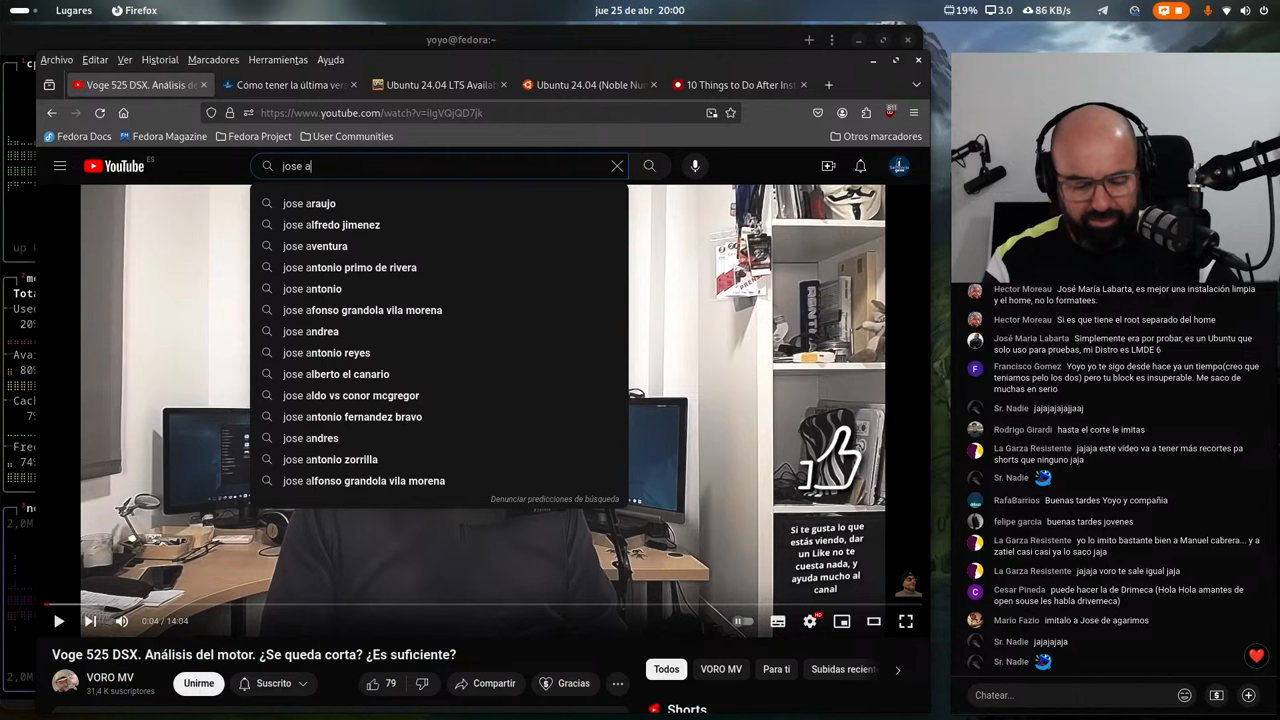 Lugares
Firefox
jue 25 de abr 20:00
19% 3.0 86 KB/s
yoyo@fedora:~
Archivo Editar Ver Historial Marcadores Herramientas Ayuda
Voge 525 DSX. Análisis d
Cómo tener la última vers
Ubuntu 24.04 LTS Availab
Ubuntu 24.04 (Noble Nun
10 Things to Do After Inst
https://www.youtube.com/watch?v=ilgVQjQD7jk
Fedora Docs Fedora Magazine Fedora Project User Communities Otros marcadores
YouTube ES
jose a
jose araujo
jose alfredo jimenez
jose aventura
jose antonio primo de rivera
jose antonio
jose afonso grandola vila morena
jose andrea
jose antonio reyes
jose alberto el canario
jose aldo vs conor mcgregor
jose antonio fernandez bravo
jose andres
jose antonio zorrilla
jose alfonso grandola vila morena
Denunciar predicciones de búsqueda
Si te gusta lo que
estás viendo, dar
un Like no te
cuesta nada, y
ayuda mucho al
canal
0:04 / 14:04
HD
Voge 525 DSX. Análisis del motor. ¿Se queda corta? ¿Es suficiente?
VORO MV
31,4 K suscriptores
Unirme
Suscrito
79
Compartir
Gracias
Todos VORO MV Para ti Subidas recient
Shorts
Hector Moreau José María Labarta, es mejor una instalación limpia
y el home, no lo formatees.
Hector Moreau Si es que tiene el root separado del home
José Maria Labarta Simplemente era por probar, es un Ubuntu que
solo uso para pruebas, mi Distro es LMDE 6
Francisco Gomez Yoyo yo te sigo desde hace ya un tiempo(creo que
teniamos pelo los dos) pero tu block es insuperable. Me saco de
muchas en serio
Sr. Nadie jajajajajajjaaj
Rodrigo Girardi hasta el corte le imitas
La Garza Resistente jajaja este video va a tener más recortes pa
shorts que ninguno jaja
Sr. Nadie
RafaBarrios Buenas tardes Yoyo y compañia
felipe garcia buenas tardes jovenes
La Garza Resistente yo lo imito bastante bien a Manuel cabrera... y a
zatiel casi casi ya lo saco jaja
La Garza Resistente jajaja voro te sale igual jaja
Cesar Pineda puede hacer la de Drimeca (Hola Hola amantes de
open souse les habla drivemeca)
Mario Fazio imitalo a Jose de agarimos
Sr. Nadie jajajajaja
Sr. Nadie
Chatear...